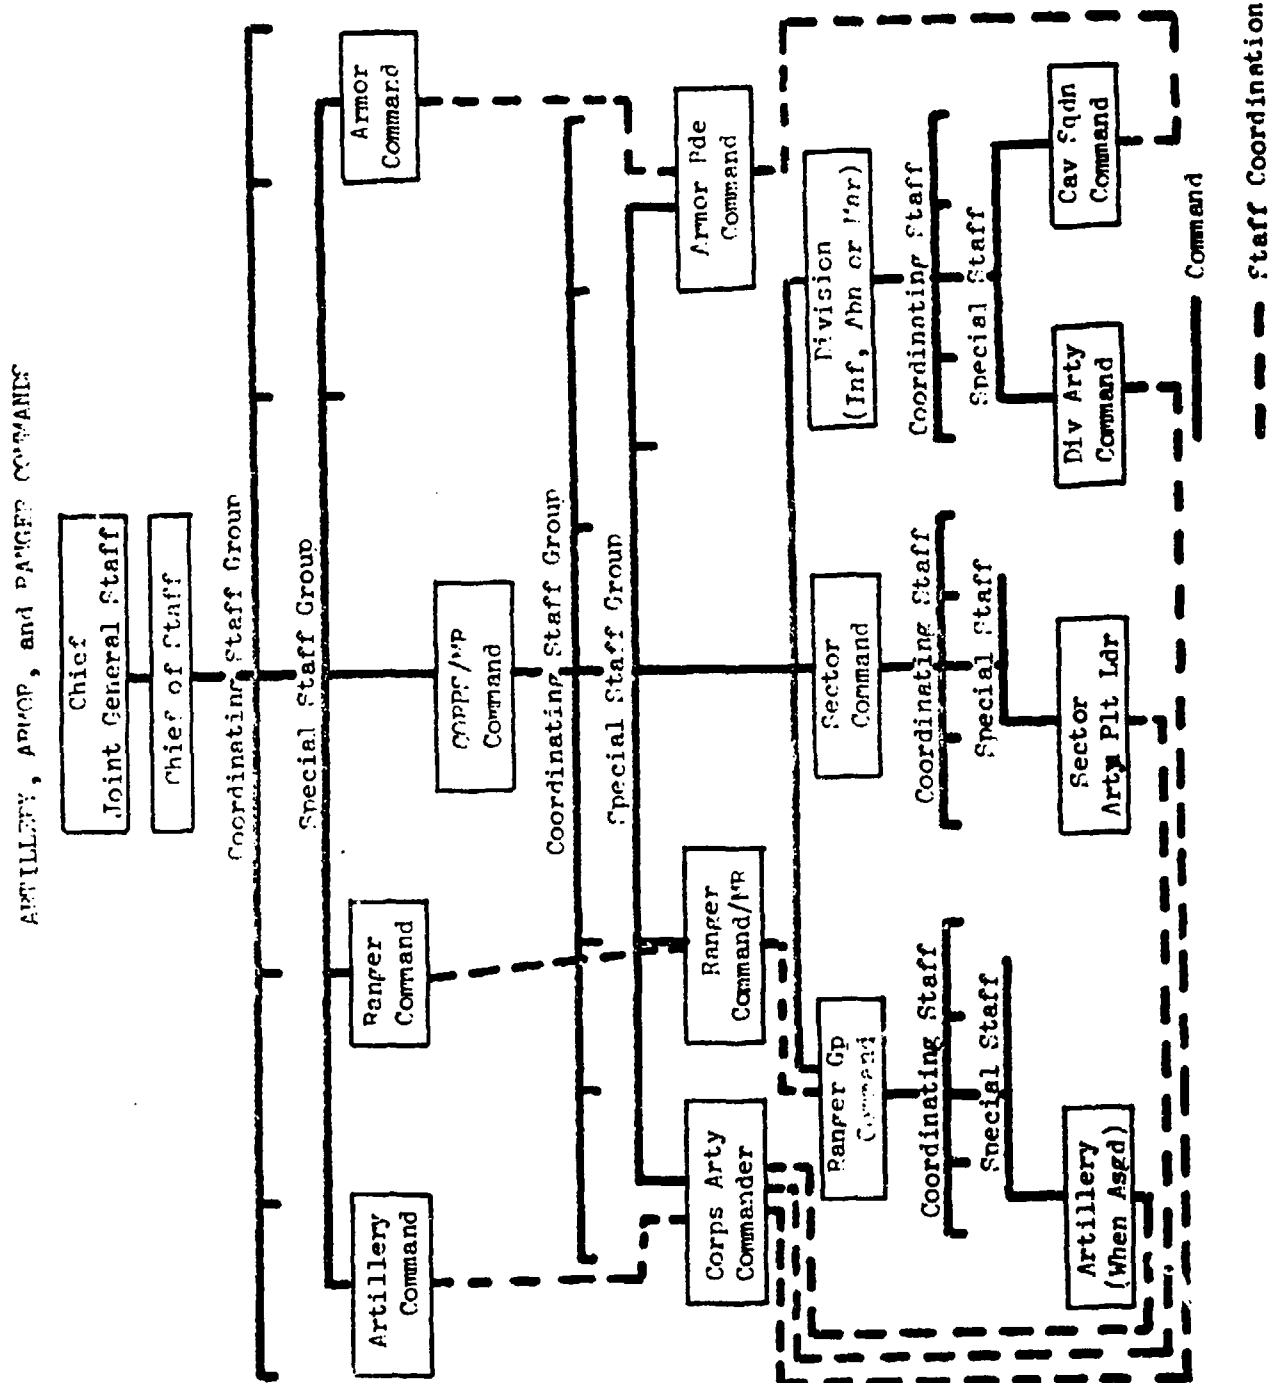 ARTILLERY, ARMOR, and RANGER COMMANDS
Chief
Joint General Staff
Chief of Staff
Coordinating Staff Group
Special Staff Group
Artillery
Command
Ranger
Command
CORPS/MR
Command
Armor
Command
Coordinating Staff Group
Special Staff Group
Corps Arty
Commander
Ranger
Command/MR
Armor Bde
Command
Ranger Gp
Command
Sector
Command
Division
(Inf, Abn or Mar)
Coordinating Staff
Special Staff
Coordinating Staff
Special Staff
Coordinating Staff
Special Staff
Artillery
(When Asgd)
Sector
Arty Plt Ldr
Div Arty
Command
Cav Sqdn
Command
Command
Staff Coordination